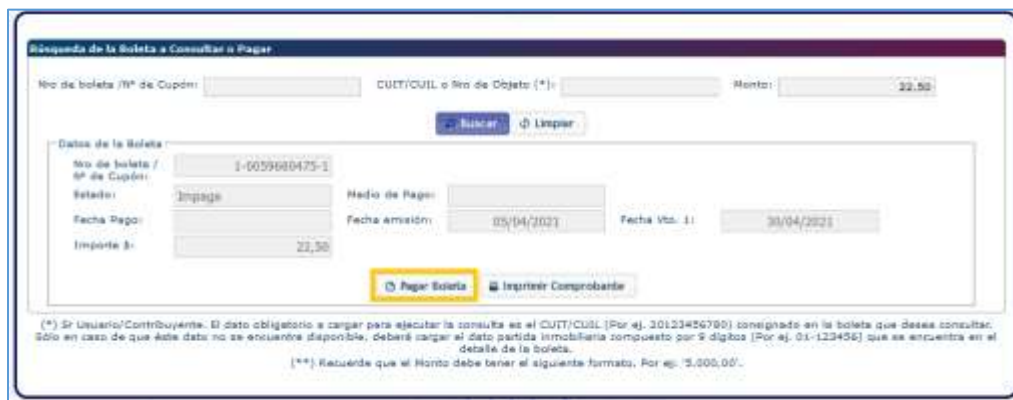 Búsqueda de la Boleta a Consultar o Pagar
Nro de boleta /Nº de Cupón: CUIT/CUIL o Nro de Objeto (*): Monto: 22.50
Buscar Limpiar
Datos de la Boleta
Nro de boleta / Nº de Cupón: 1-0059680475-1
Estado: Impaga Medio de Pago:
Fecha Pago: Fecha emisión: 05/04/2021 Fecha Vto. 1: 30/04/2021
Importe $: 22,50
Pagar Boleta Imprimir Comprobante
(*) Sr Usuario/Contribuyente. El dato obligatorio a cargar para ejecutar la consulta es el CUIT/CUIL (Por ej. 20123456780) consignado en la boleta que desea consultar.
Sólo en caso de que éste dato no se encuentre disponible, deberá cargar el dato partida inmobiliaria compuesto por 9 dígitos (Por ej. 01-123456) que se encuentra en el
detalle de la boleta.
(**) Recuerde que el Monto debe tener el siguiente formato. Por ej. '5.000,00'.